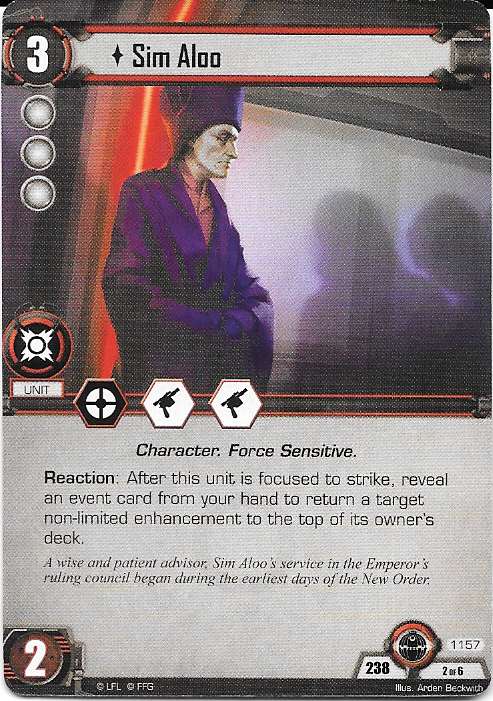 3
Sim Aloo
UNIT
Character. Force Sensitive.
Reaction: After this unit is focused to strike, reveal
an event card from your hand to return a target
non-limited enhancement to the top of its owner's
deck.
A wise and patient advisor, Sim Aloo's service in the Emperor's
ruling council began during the earliest days of the New Order.
2
238
1157
2 OF 6
© LFL © FFG
Illus. Arden Beckwith